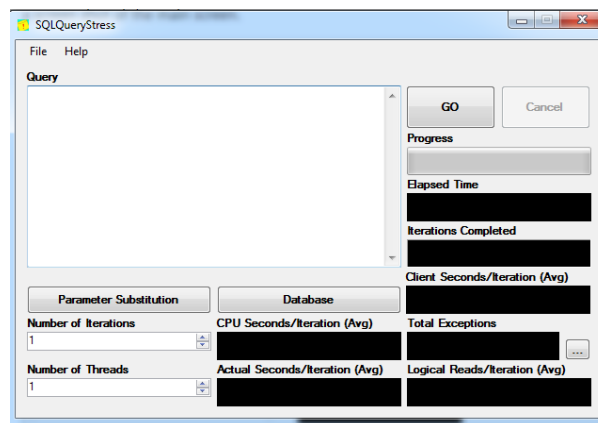 SQLQueryStress
File Help
Query
GO Cancel
Progress
Elapsed Time
Iterations Completed
Client Seconds/Iteration (Avg)
Parameter Substitution Database
Number of Iterations CPU Seconds/Iteration (Avg) Total Exceptions
1
...
Number of Threads Actual Seconds/Iteration (Avg) Logical Reads/Iteration (Avg)
1